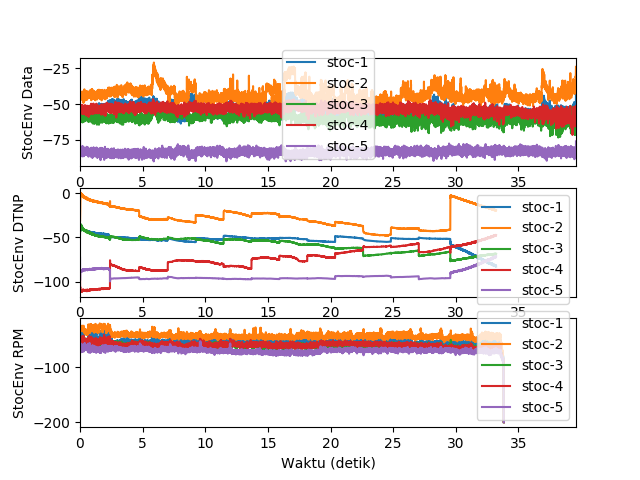 StocEnv Data
−25
−50
−75
stoc-1
stoc-2
stoc-3
stoc-4
stoc-5
0 5 10 15 20 25 30 35
StocEnv DTNP
0
−50
−100
stoc-1
stoc-2
stoc-3
stoc-4
stoc-5
0 5 10 15 20 25 30 35
StocEnv RPM
−100
−200
stoc-1
stoc-2
stoc-3
stoc-4
stoc-5
0 5 10 15 20 25 30 35
Waktu (detik)